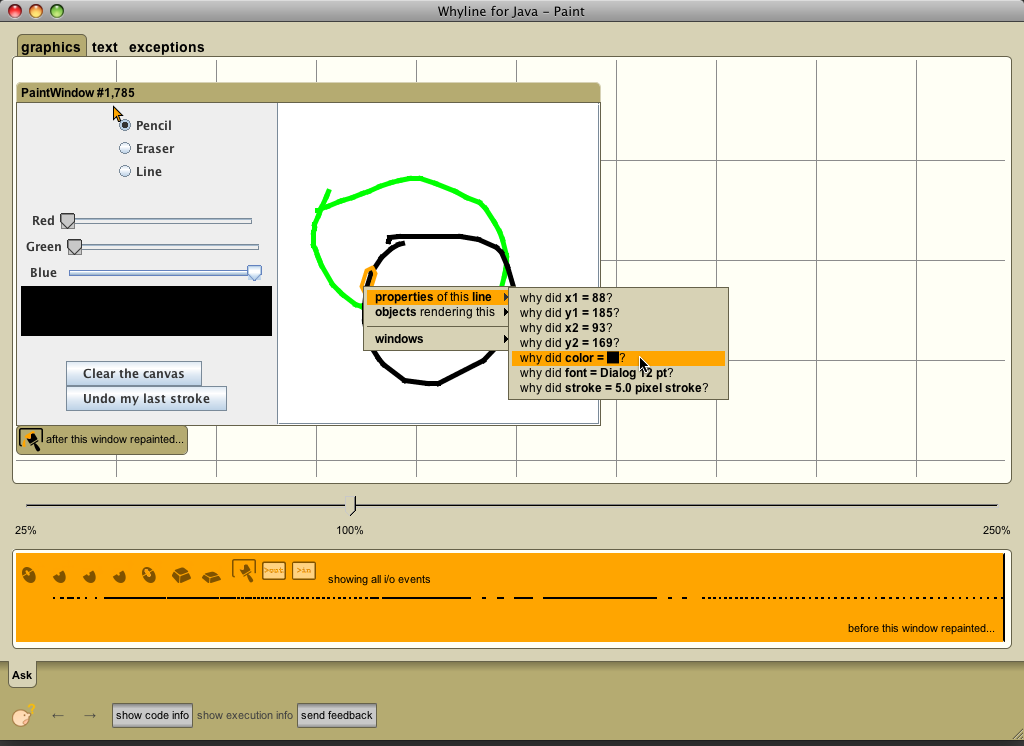 Whyline for Java – Paint
graphics text exceptions
PaintWindow #1,785
Pencil
Eraser
Line
Red
Green
Blue
Clear the canvas
Undo my last stroke
properties of this line
objects rendering this
windows
why did x1 = 88?
why did y1 = 185?
why did x2 = 93?
why did y2 = 169?
why did color = ?
why did font = Dialog 12 pt?
why did stroke = 5.0 pixel stroke?
after this window repainted...
25%
100%
250%
>out
>in
showing all i/o events
before this window repainted...
Ask
?
show code info
show execution info
send feedback